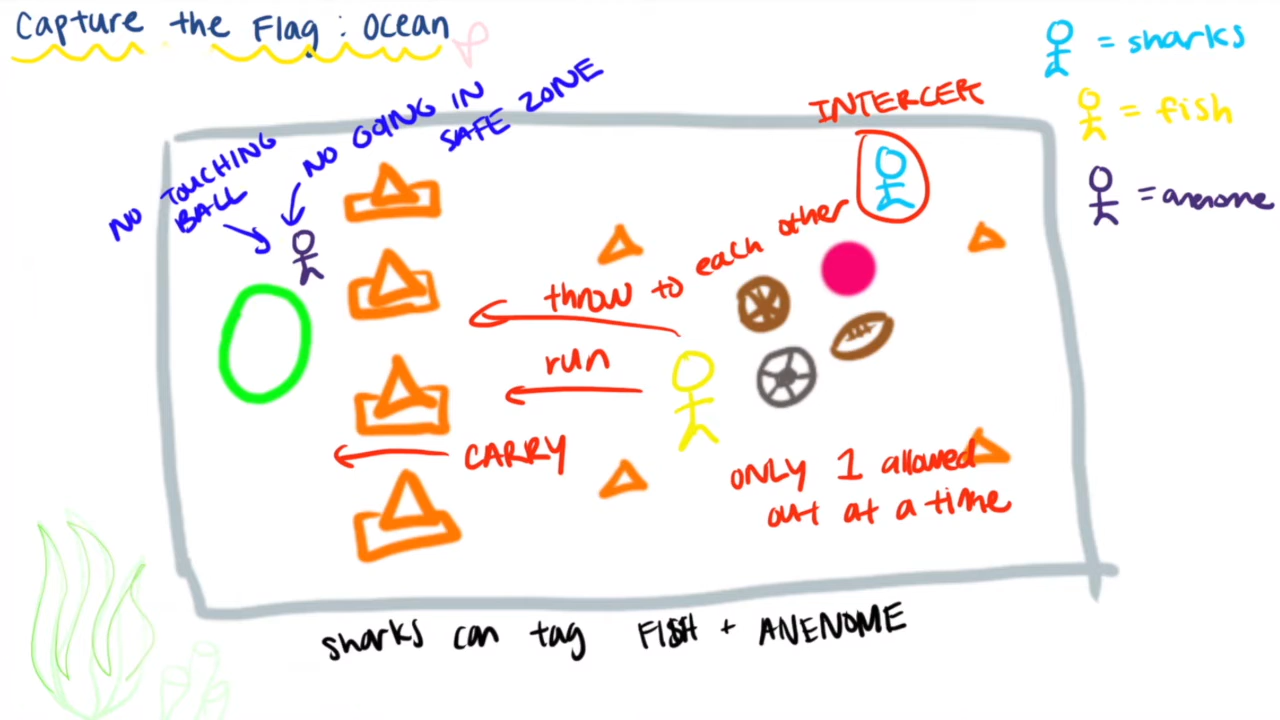 Capture the Flag: Ocean
= sharks
= fish
= anenome
NO TOUCHING
BALL
NO GOING IN
SAFE ZONE
INTERCEPT
throw to each other
run
CARRY
ONLY 1 allowed
out at a time
sharks can tag FISH + ANENOME